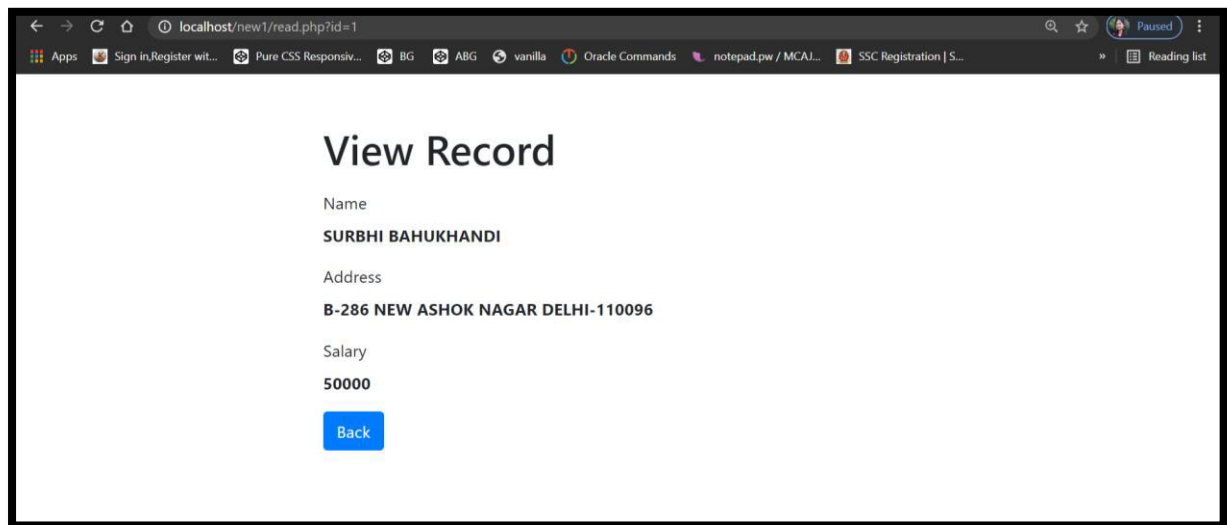 localhost/new1/read.php?id=1
Paused
Apps Sign in,Register wit... Pure CSS Responsiv... BG ABG vanilla Oracle Commands notepad.pw / MCAJ... SSC Registration | S... » Reading list
View Record
Name
SURBHI BAHUKHANDI
Address
B-286 NEW ASHOK NAGAR DELHI-110096
Salary
50000
Back